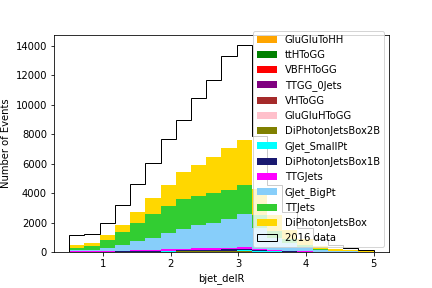 14000
12000
10000
8000
6000
4000
2000
0
Number of Events
1
2
3
4
5
bjet_delR
GluGluToHH
ttHToGG
VBFHToGG
TTGG_0Jets
VHToGG
GluGluHToGG
DiPhotonJetsBox2B
GJet_SmallPt
DiPhotonJetsBox1B
TTGJets
GJet_BigPt
TTJets
DiPhotonJetsBox
2016 data